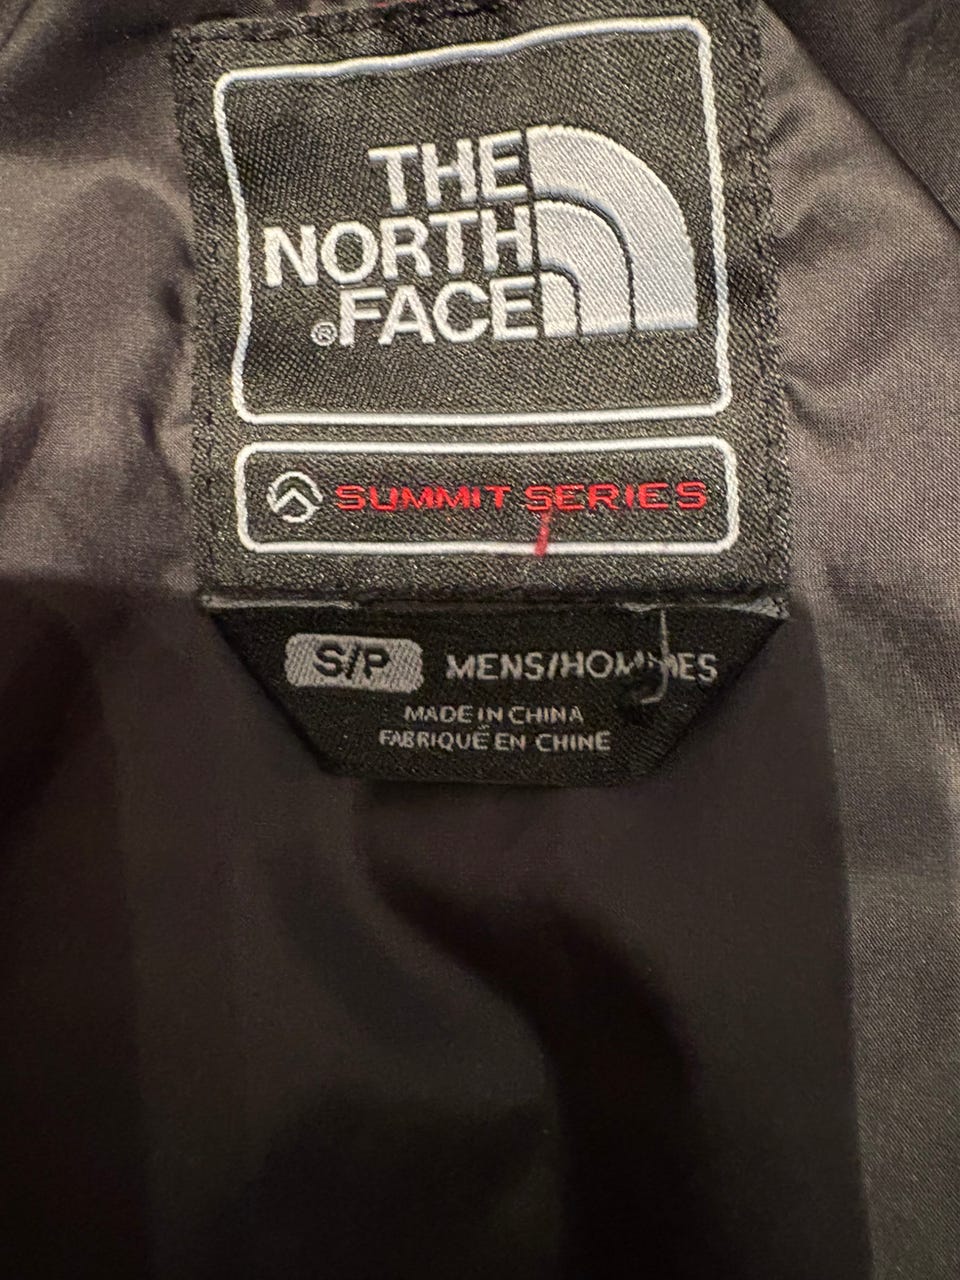 THE
NORTH
®FACE
SUMMIT SERIES
S/P MENS/HOMMES
MADE IN CHINA
FABRIQUÉ EN CHINE